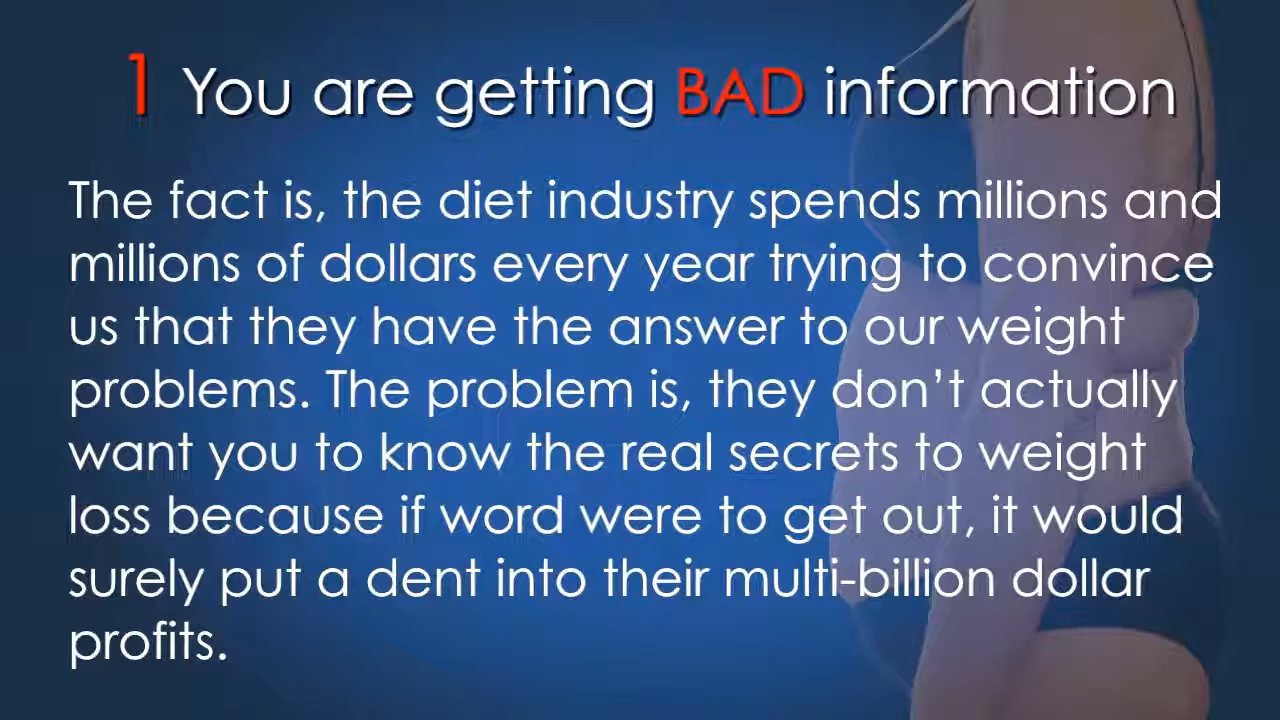 1 You are getting BAD information
The fact is, the diet industry spends millions and
millions of dollars every year trying to convince
us that they have the answer to our weight
problems. The problem is, they don’t actually
want you to know the real secrets to weight
loss because if word were to get out, it would
surely put a dent into their multi-billion dollar
profits.